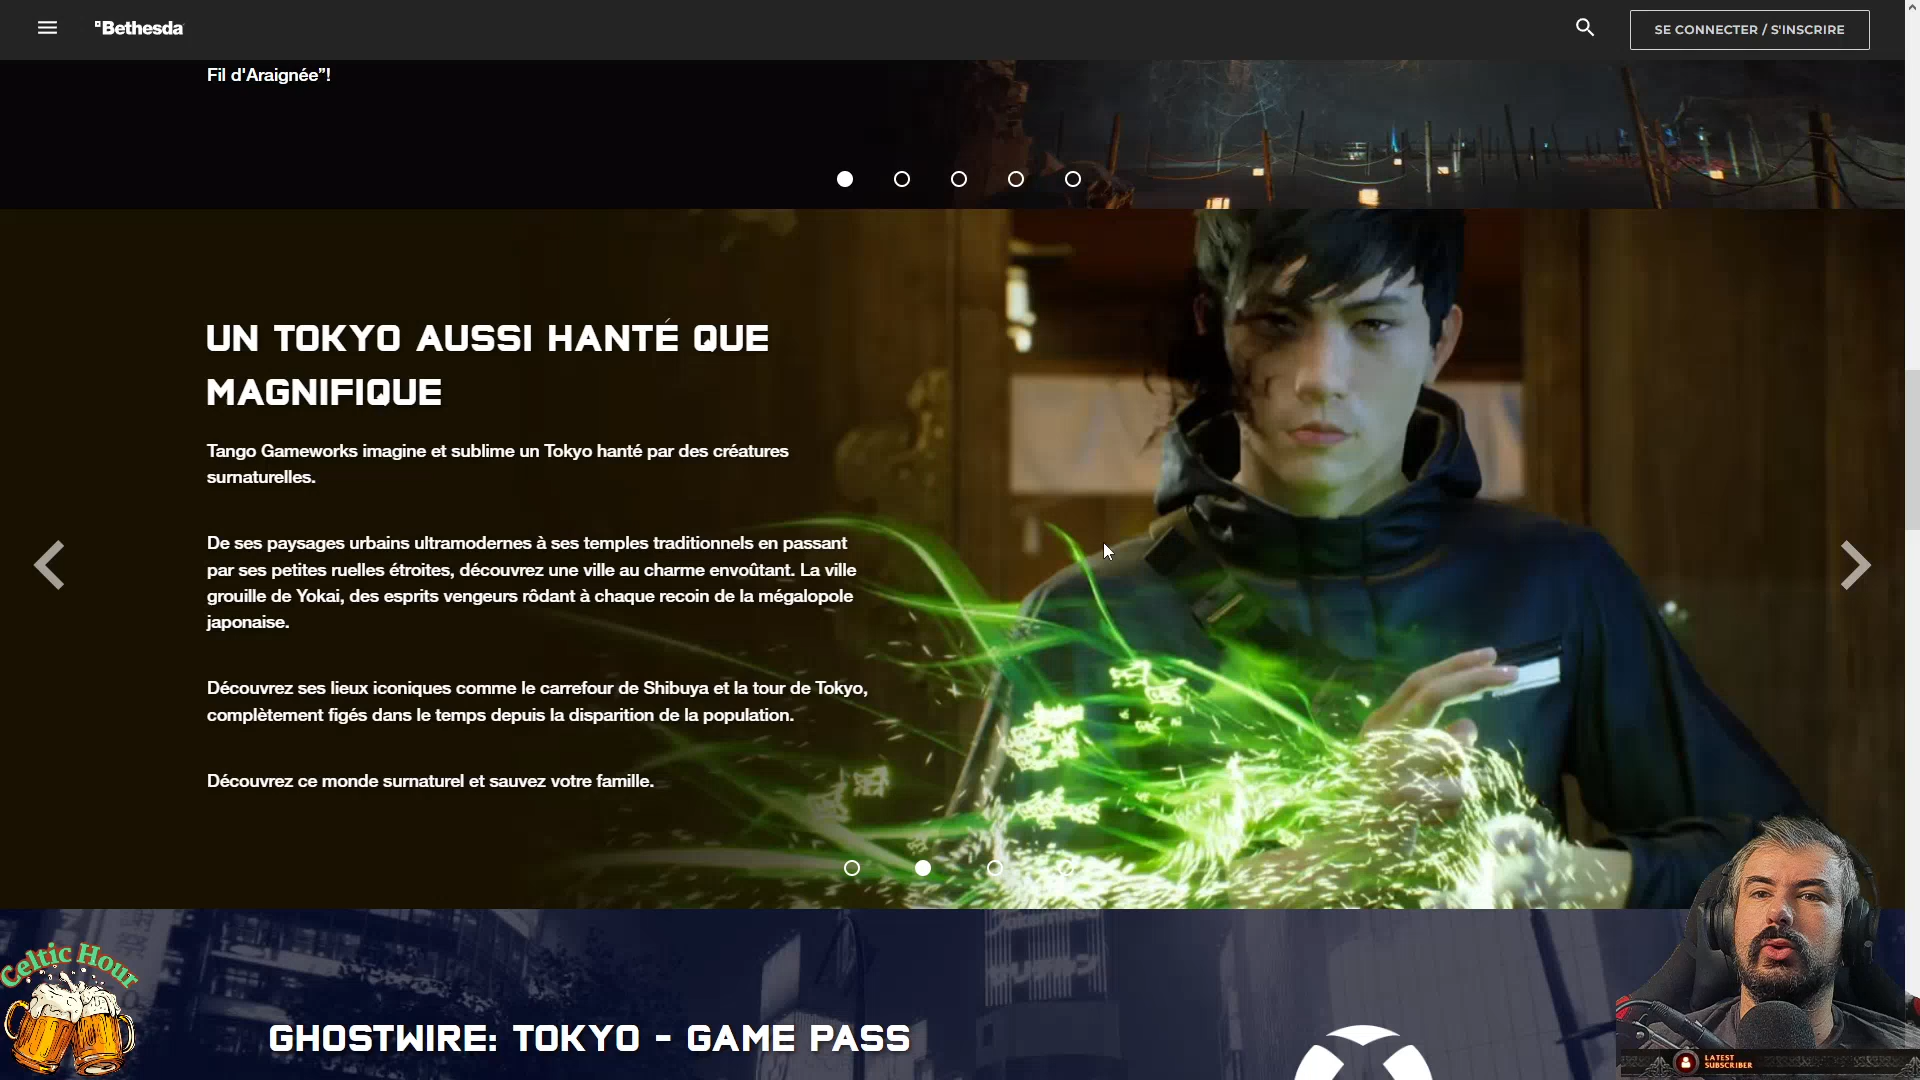 Bethesda
SE CONNECTER / S'INSCRIRE
Fil d'Araignée”!
UN TOKYO AUSSI HANTÉ QUE
MAGNIFIQUE
Tango Gameworks imagine et sublime un Tokyo hanté par des créatures
surnaturelles.
De ses paysages urbains ultramodernes à ses temples traditionnels en passant
par ses petites ruelles étroites, découvrez une ville au charme envoûtant. La ville
grouille de Yokai, des esprits vengeurs rôdant à chaque recoin de la mégalopole
japonaise.
Découvrez ses lieux iconiques comme le carrefour de Shibuya et la tour de Tokyo,
complètement figés dans le temps depuis la disparition de la population.
Découvrez ce monde surnaturel et sauvez votre famille.
Celtic Hour
GHOSTWIRE: TOKYO - GAME PASS
LATEST
SUBSCRIBER